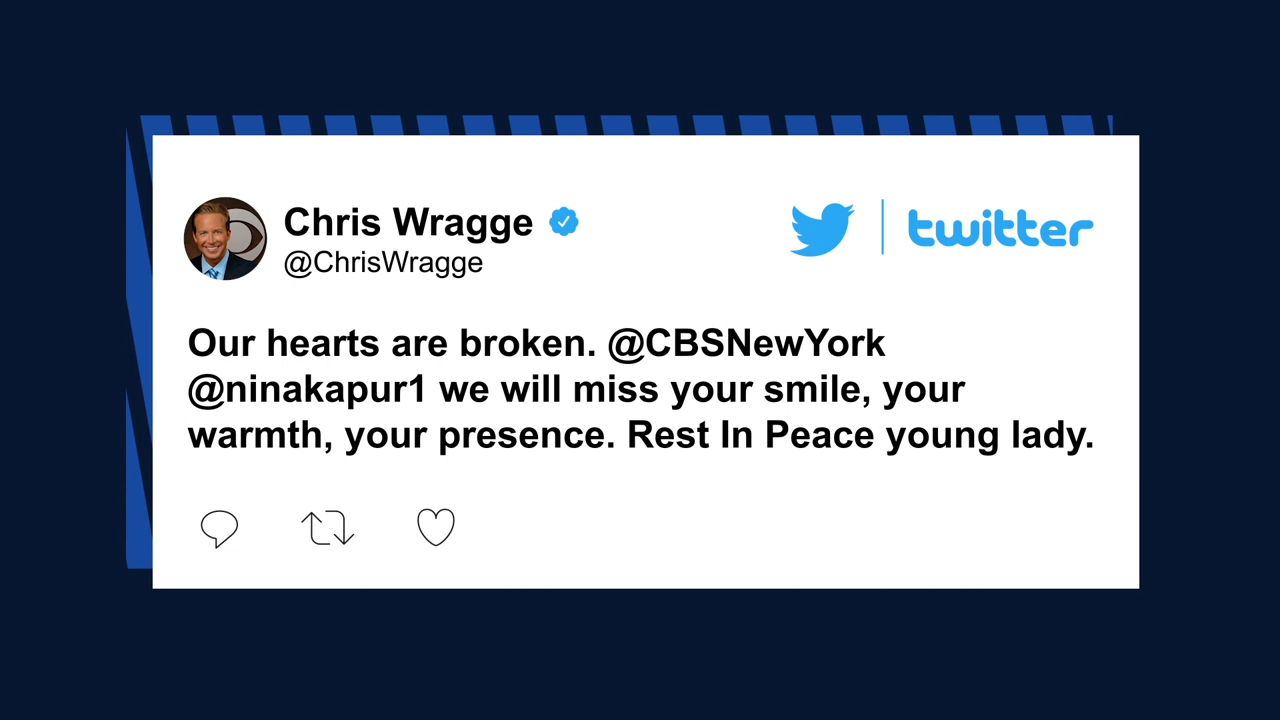 Chris Wragge
@ChrisWragge
twitter
Our hearts are broken. @CBSNewYork
@ninakapur1 we will miss your smile, your
warmth, your presence. Rest In Peace young lady.